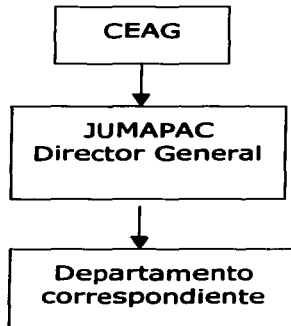 CEAG
JUMAPAC
Director General
Departamento
correspondiente